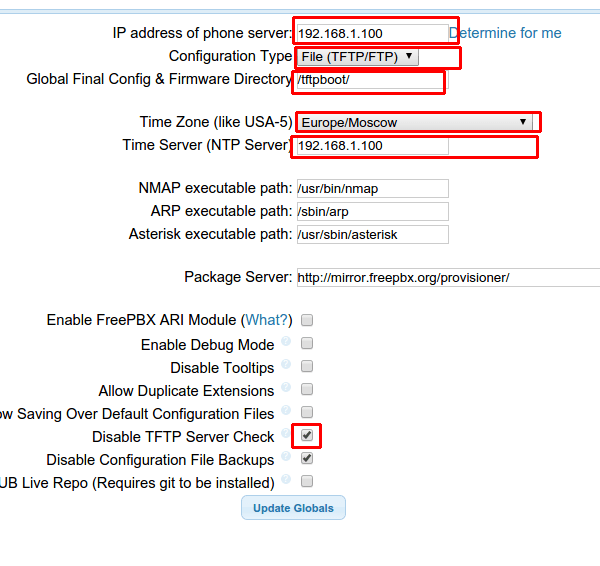 IP address of phone server: 192.168.1.100 Determine for me
Configuration Type File (TFTP/FTP)
Global Final Config & Firmware Directory /tftpboot/
Time Zone (like USA-5) Europe/Moscow
Time Server (NTP Server) 192.168.1.100
NMAP executable path: /usr/bin/nmap
ARP executable path: /sbin/arp
Asterisk executable path: /usr/sbin/asterisk
Package Server: http://mirror.freepbx.org/provisioner/
Enable FreePBX ARI Module (What?)
Enable Debug Mode ?
Disable Tooltips ?
Allow Duplicate Extensions ?
ow Saving Over Default Configuration Files ?
Disable TFTP Server Check ?
Disable Configuration File Backups ?
UB Live Repo (Requires git to be installed) ?
Update Globals